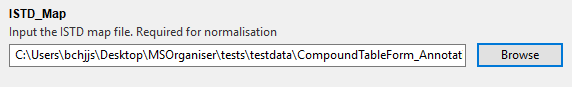 ISTD_Map
Input the ISTD map file. Required for normalisation
C:\Users\bchjjs\Desktop\MSOrganiser\tests\testdata\CompoundTableForm_Annotat Browse